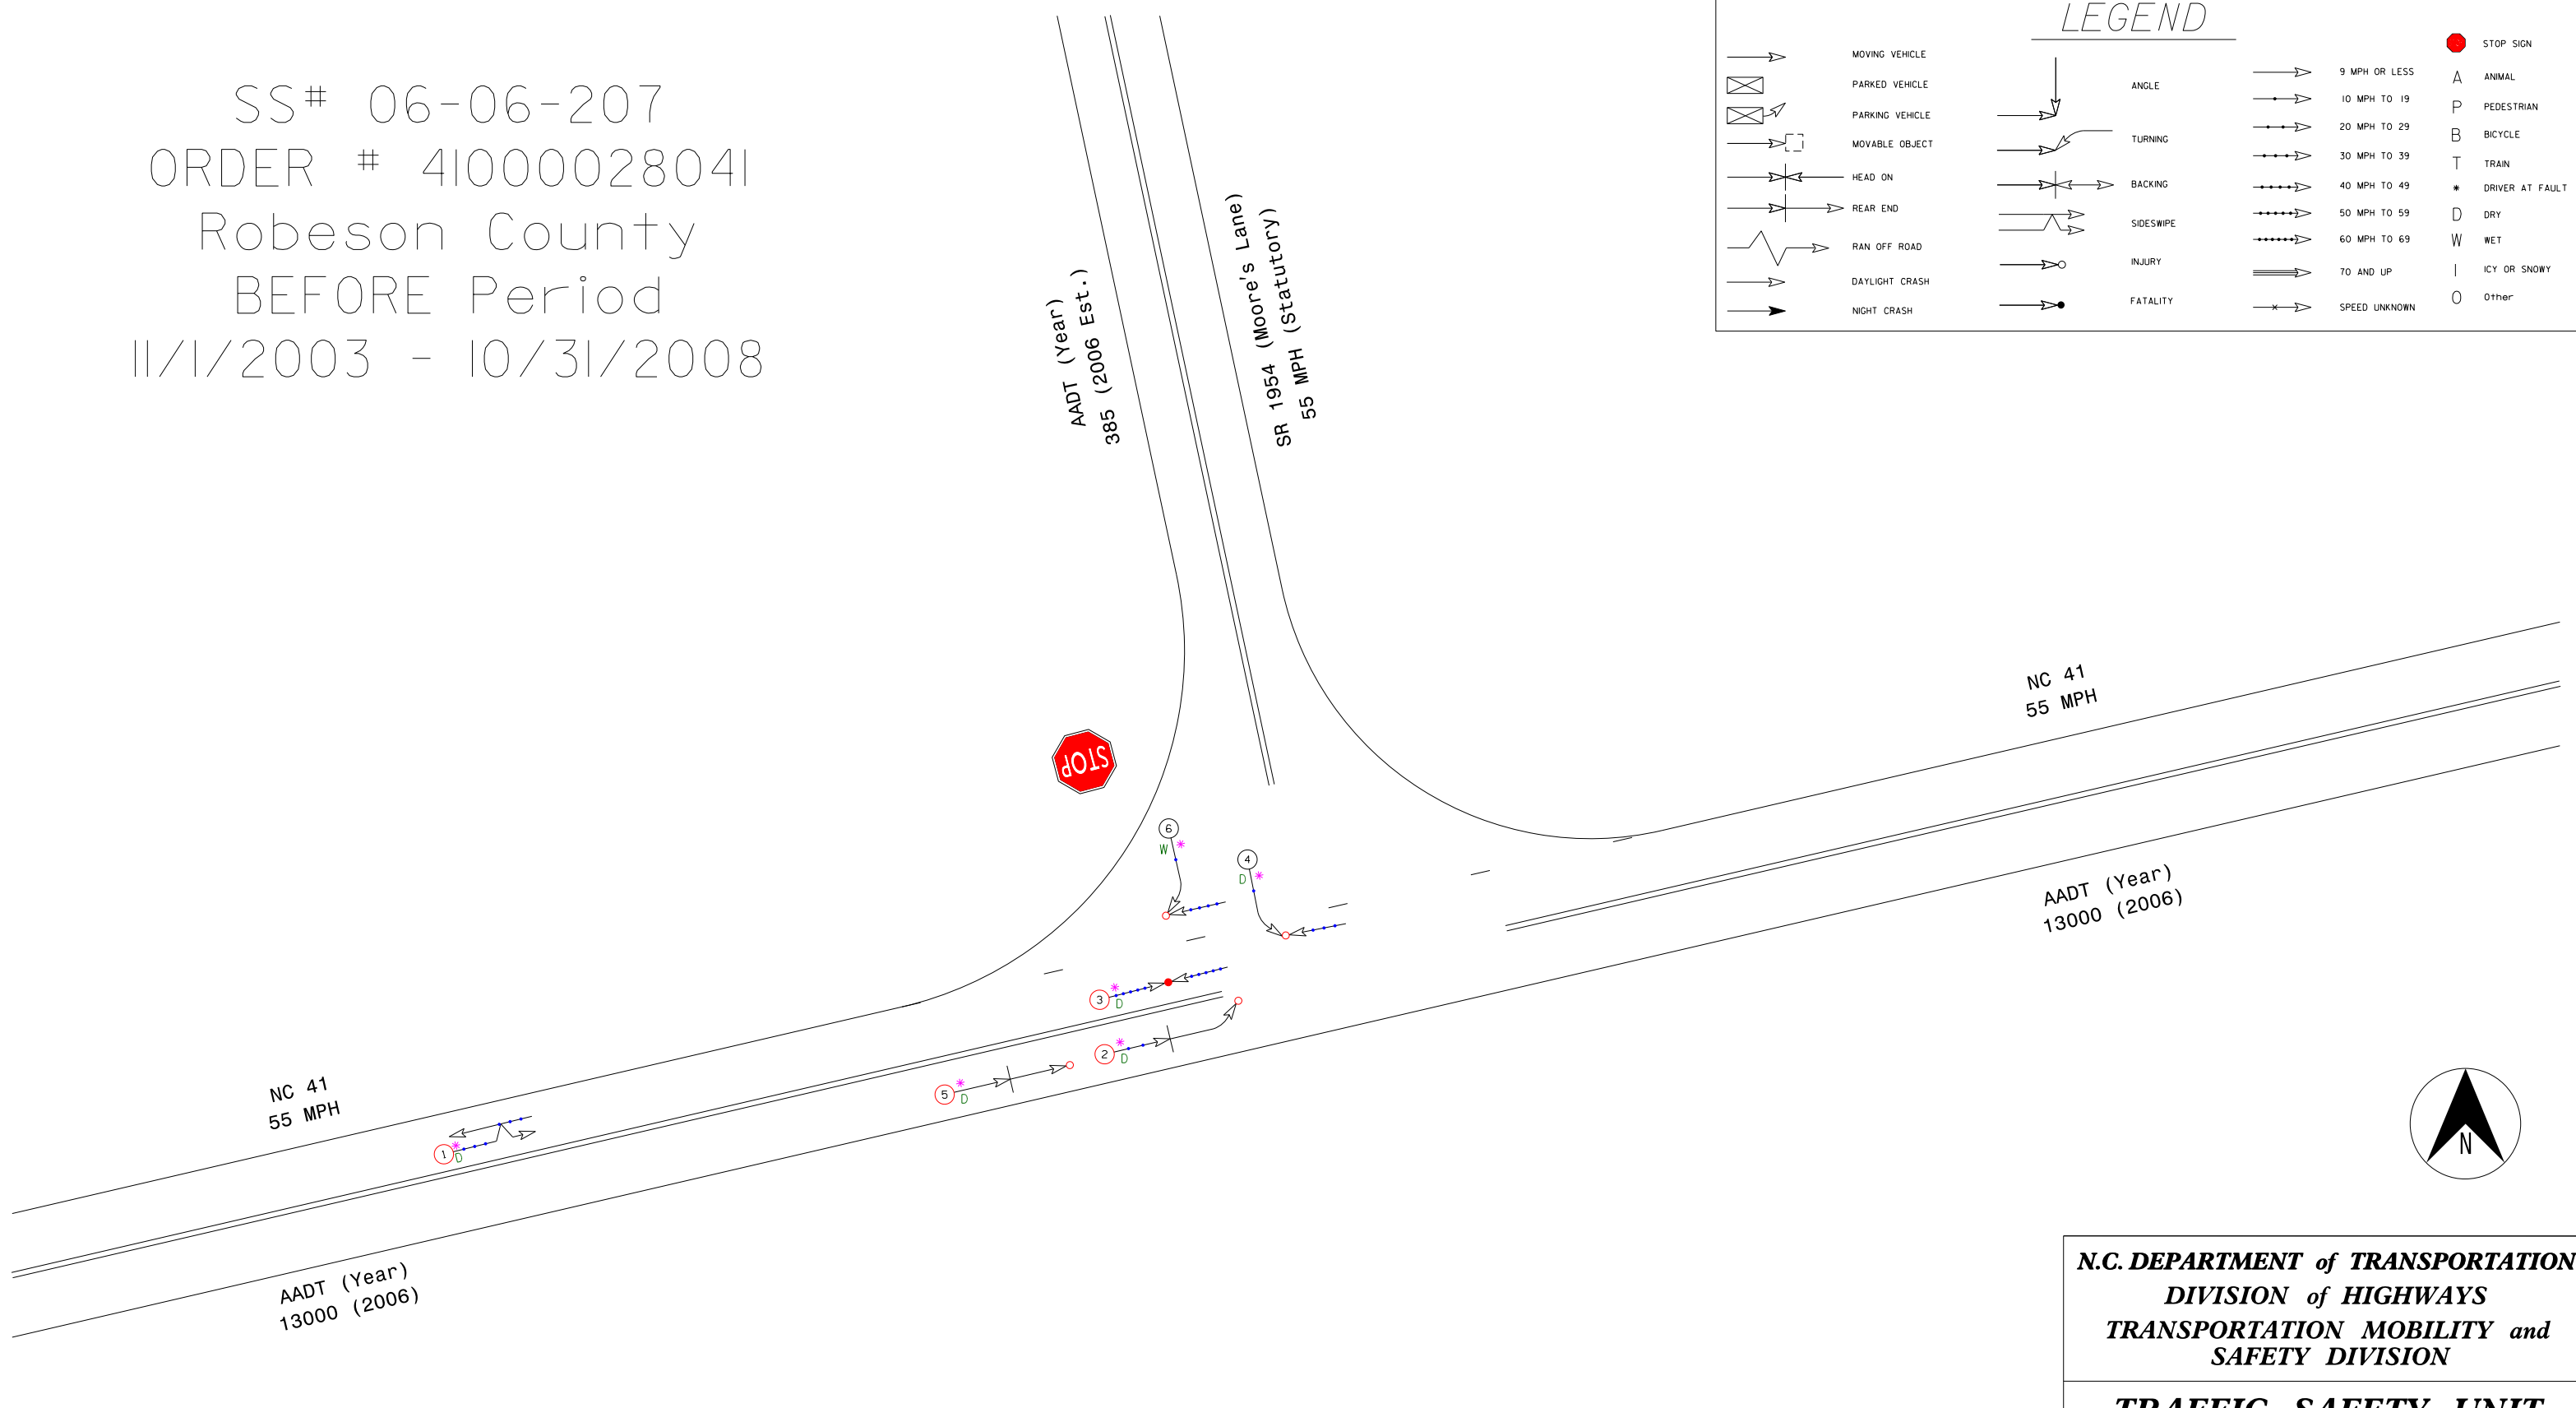 SS# 06-06-207
ORDER # 41000028041
Robeson County
BEFORE Period
11/1/2003 - 10/31/2008
LEGEND
MOVING VEHICLE
PARKED VEHICLE
PARKING VEHICLE
MOVABLE OBJECT
HEAD ON
REAR END
RAN OFF ROAD
DAYLIGHT CRASH
NIGHT CRASH
ANGLE
TURNING
BACKING
SIDESWIPE
INJURY
FATALITY
9 MPH OR LESS
10 MPH TO 19
20 MPH TO 29
30 MPH TO 39
40 MPH TO 49
50 MPH TO 59
60 MPH TO 69
70 AND UP
SPEED UNKNOWN
STOP SIGN
A ANIMAL
P PEDESTRIAN
B BICYCLE
T TRAIN
* DRIVER AT FAULT
D DRY
W WET
I ICY OR SNOWY
O Other
AADT (Year)
385 (2006 Est.)
SR 1954 (Moore's Lane)
55 MPH (Statutory)
NC 41
55 MPH
STOP
6
W *
4
D *
AADT (Year)
13000 (2006)
3 *
D
2 *
D
5 *
D
NC 41
55 MPH
1 *
D
AADT (Year)
13000 (2006)
N
N.C. DEPARTMENT of TRANSPORTATION
DIVISION of HIGHWAYS
TRANSPORTATION MOBILITY and
SAFETY DIVISION
TRAFFIC SAFETY UNIT